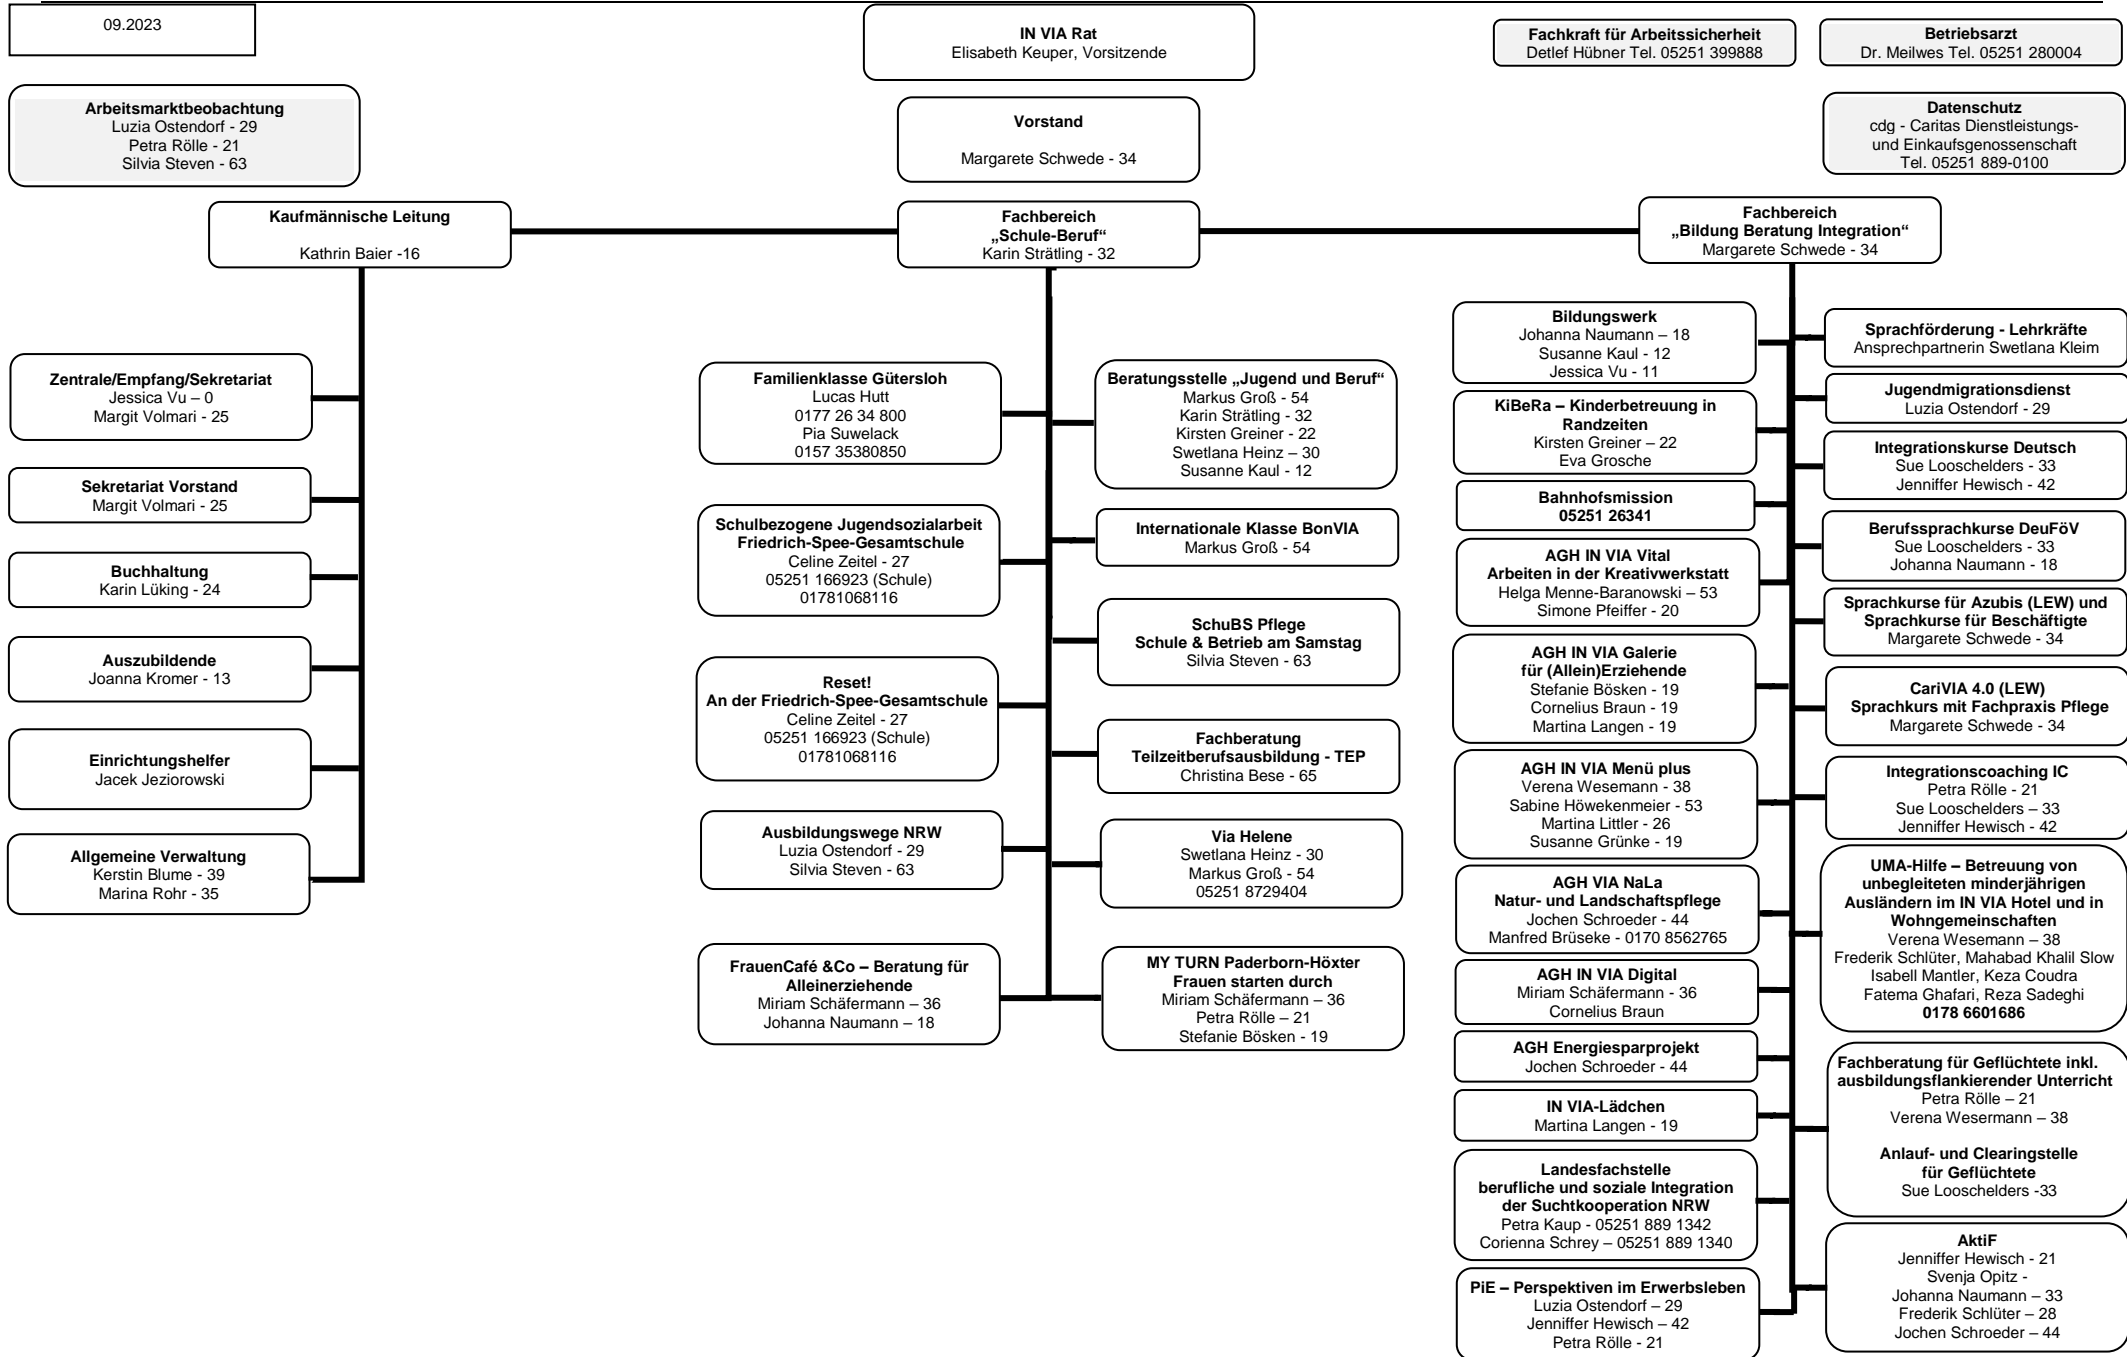 09.2023
IN VIA Rat
Elisabeth Keuper, Vorsitzende
Fachkraft für Arbeitssicherheit
Detlef Hübner Tel. 05251 399888
Betriebsarzt
Dr. Meilwes Tel. 05251 280004
Arbeitsmarktbeobachtung
Luzia Ostendorf - 29
Petra Rölle - 21
Silvia Steven - 63
Vorstand
Margarete Schwede - 34
Datenschutz
cdg - Caritas Dienstleistungs-
und Einkaufsgenossenschaft
Tel. 05251 889-0100
Kaufmännische Leitung
Kathrin Baier -16
Fachbereich
„Schule-Beruf“
Karin Strätling - 32
Fachbereich
„Bildung Beratung Integration“
Margarete Schwede - 34
Zentrale/Empfang/Sekretariat
Jessica Vu – 0
Margit Volmari - 25
Sekretariat Vorstand
Margit Volmari - 25
Buchhaltung
Karin Lüking - 24
Auszubildende
Joanna Kromer - 13
Einrichtungshelfer
Jacek Jeziorowski
Allgemeine Verwaltung
Kerstin Blume - 39
Marina Rohr - 35
Familienklasse Gütersloh
Lucas Hutt
0177 26 34 800
Pia Suwelack
0157 35380850
Schulbezogene Jugendsozialarbeit
Friedrich-Spee-Gesamtschule
Celine Zeitel - 27
05251 166923 (Schule)
01781068116
Reset!
An der Friedrich-Spee-Gesamtschule
Celine Zeitel - 27
05251 166923 (Schule)
01781068116
Ausbildungswege NRW
Luzia Ostendorf - 29
Silvia Steven - 63
FrauenCafé &Co – Beratung für
Alleinerziehende
Miriam Schäfermann – 36
Johanna Naumann – 18
Beratungsstelle „Jugend und Beruf“
Markus Groß - 54
Karin Strätling - 32
Kirsten Greiner - 22
Swetlana Heinz – 30
Susanne Kaul - 12
Internationale Klasse BonVIA
Markus Groß - 54
SchuBS Pflege
Schule & Betrieb am Samstag
Silvia Steven - 63
Fachberatung
Teilzeitberufsausbildung - TEP
Christina Bese - 65
Via Helene
Swetlana Heinz - 30
Markus Groß - 54
05251 8729404
MY TURN Paderborn-Höxter
Frauen starten durch
Miriam Schäfermann – 36
Petra Rölle - 21
Stefanie Bösken - 19
Bildungswerk
Johanna Naumann – 18
Susanne Kaul - 12
Jessica Vu - 11
KiBeRa – Kinderbetreuung in
Randzeiten
Kirsten Greiner – 22
Eva Grosche
Bahnhofsmission
05251 26341
AGH IN VIA Vital
Arbeiten in der Kreativwerkstatt
Helga Menne-Baranowski – 53
Simone Pfeiffer - 20
AGH IN VIA Galerie
für (Allein)Erziehende
Stefanie Bösken - 19
Cornelius Braun - 19
Martina Langen - 19
AGH IN VIA Menü plus
Verena Wesemann - 38
Sabine Höwekenmeier - 53
Martina Littler - 26
Susanne Grünke - 19
AGH VIA NaLa
Natur- und Landschaftspflege
Jochen Schroeder - 44
Manfred Brüseke - 0170 8562765
AGH IN VIA Digital
Miriam Schäfermann - 36
Cornelius Braun
AGH Energiesparprojekt
Jochen Schroeder - 44
IN VIA-Lädchen
Martina Langen - 19
Landesfachstelle
berufliche und soziale Integration
der Suchtkooperation NRW
Petra Kaup - 05251 889 1342
Corienna Schrey – 05251 889 1340
PiE – Perspektiven im Erwerbsleben
Luzia Ostendorf – 29
Jenniffer Hewisch – 42
Petra Rölle - 21
Sprachförderung - Lehrkräfte
Ansprechpartnerin Swetlana Kleim
Jugendmigrationsdienst
Luzia Ostendorf - 29
Integrationskurse Deutsch
Sue Looschelders - 33
Jenniffer Hewisch - 42
Berufssprachkurse DeuFöV
Sue Looschelders - 33
Johanna Naumann - 18
Sprachkurse für Azubis (LEW) und
Sprachkurse für Beschäftigte
Margarete Schwede - 34
CariVIA 4.0 (LEW)
Sprachkurs mit Fachpraxis Pflege
Margarete Schwede - 34
Integrationscoaching IC
Petra Rölle - 21
Sue Looschelders – 33
Jenniffer Hewisch - 42
UMA-Hilfe – Betreuung von
unbegleiteten minderjährigen
Ausländern im IN VIA Hotel und in
Wohngemeinschaften
Verena Wesemann – 38
Frederik Schlüter, Mahabad Khalil Slow
Isabell Mantler, Keza Coudra
Fatema Ghafari, Reza Sadeghi
0178 6601686
Fachberatung für Geflüchtete inkl.
ausbildungsflankierender Unterricht
Petra Rölle – 21
Verena Wesermann – 38
Anlauf- und Clearingstelle
für Geflüchtete
Sue Looschelders -33
AktiF
Jenniffer Hewisch - 21
Svenja Opitz -
Johanna Naumann – 33
Frederik Schlüter – 28
Jochen Schroeder – 44